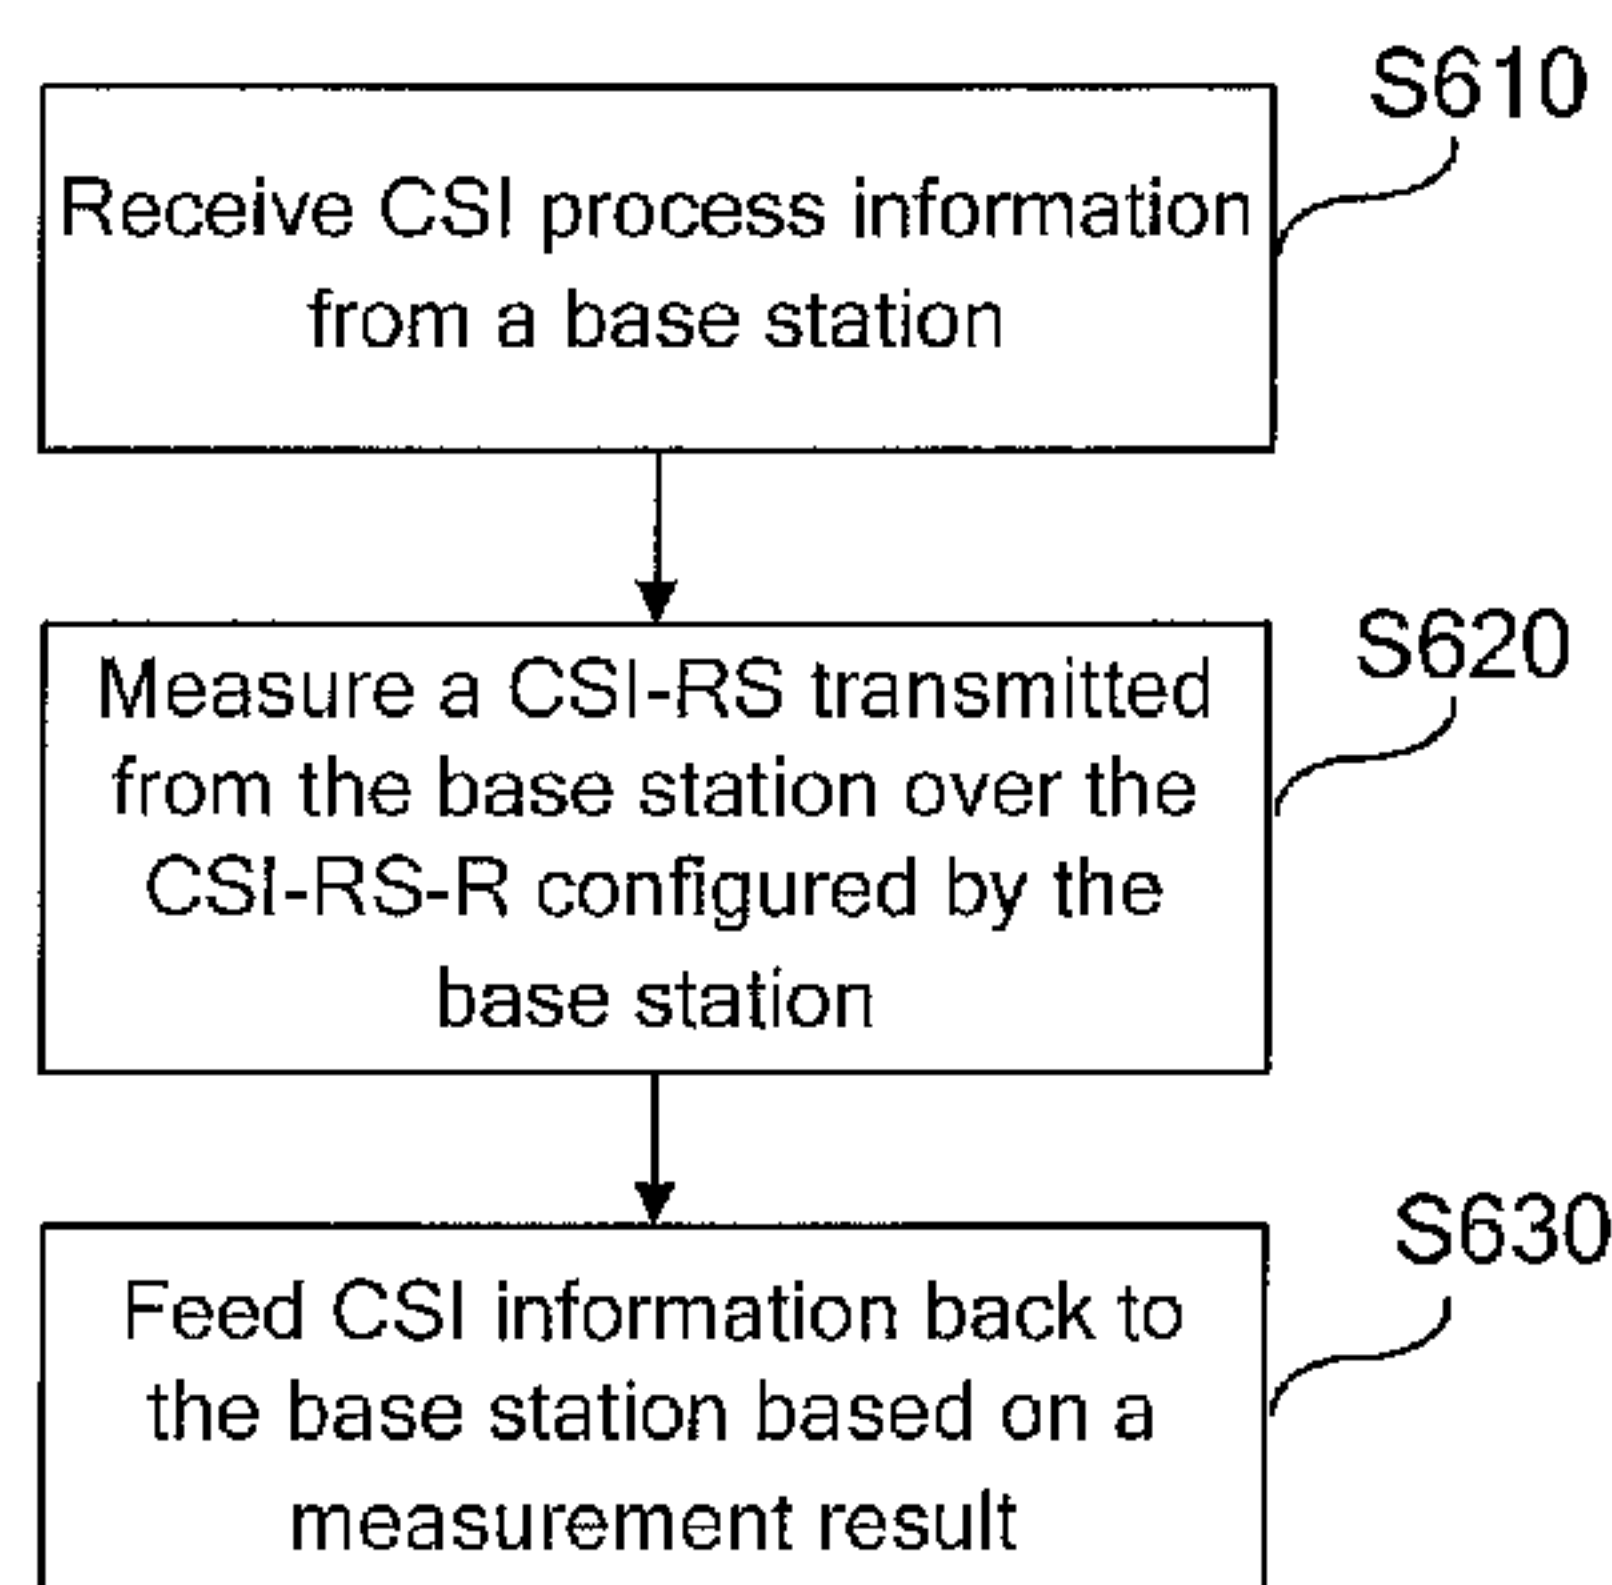 S610
Receive CSI process information
from a base station
S620
Measure a CSI-RS transmitted
from the base station over the
CSI-RS-R configured by the
base station
S630
Feed CSI information back to
the base station based on a
measurement result